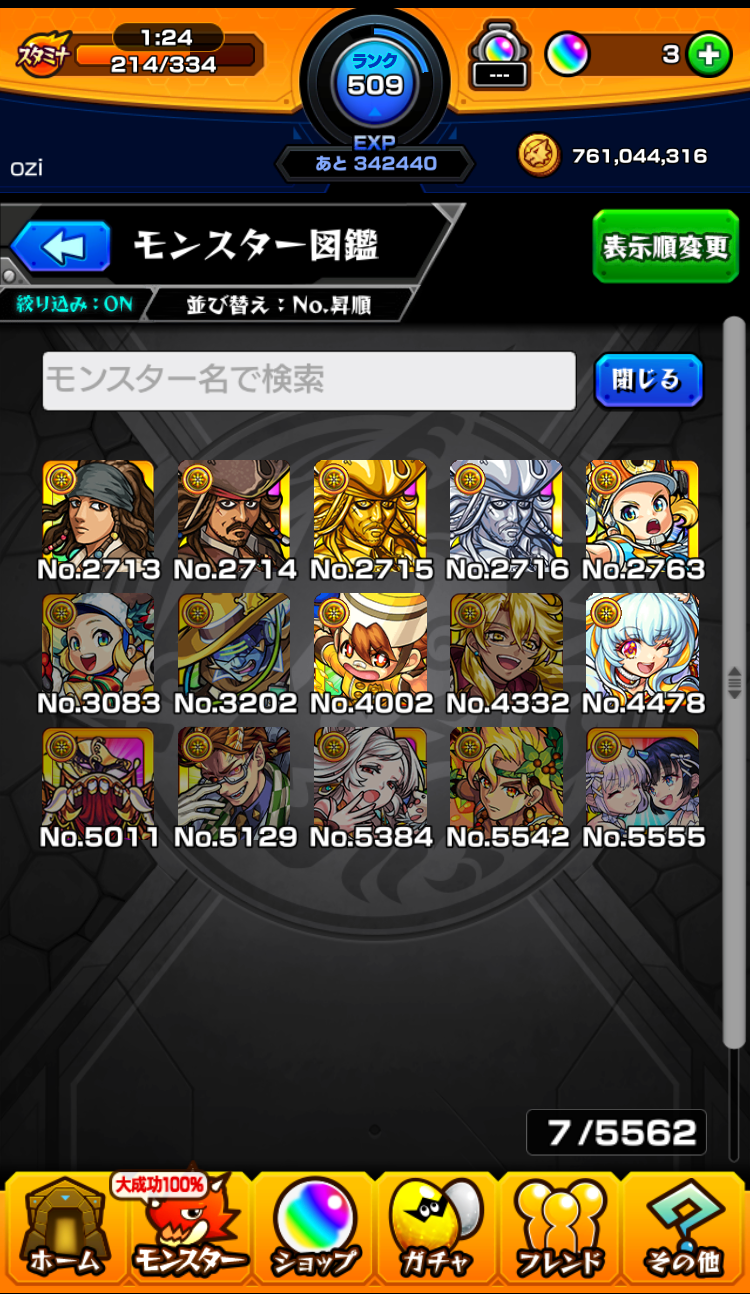 スタミナ
1:24
214/334
ランク
509
---
3
EXP
あと 342440
ozi
761,044,316
モンスター図鑑
表示順変更
絞り込み：ON
並び替え：No.昇順
モンスター名で検索
閉じる
No.2713 No.2714 No.2715 No.2716 No.2763
No.3083 No.3202 No.4002 No.4332 No.4478
No.5011 No.5129 No.5384 No.5542 No.5555
7/5562
大成功100%
ホーム モンスター ショップ ガチャ フレンド その他